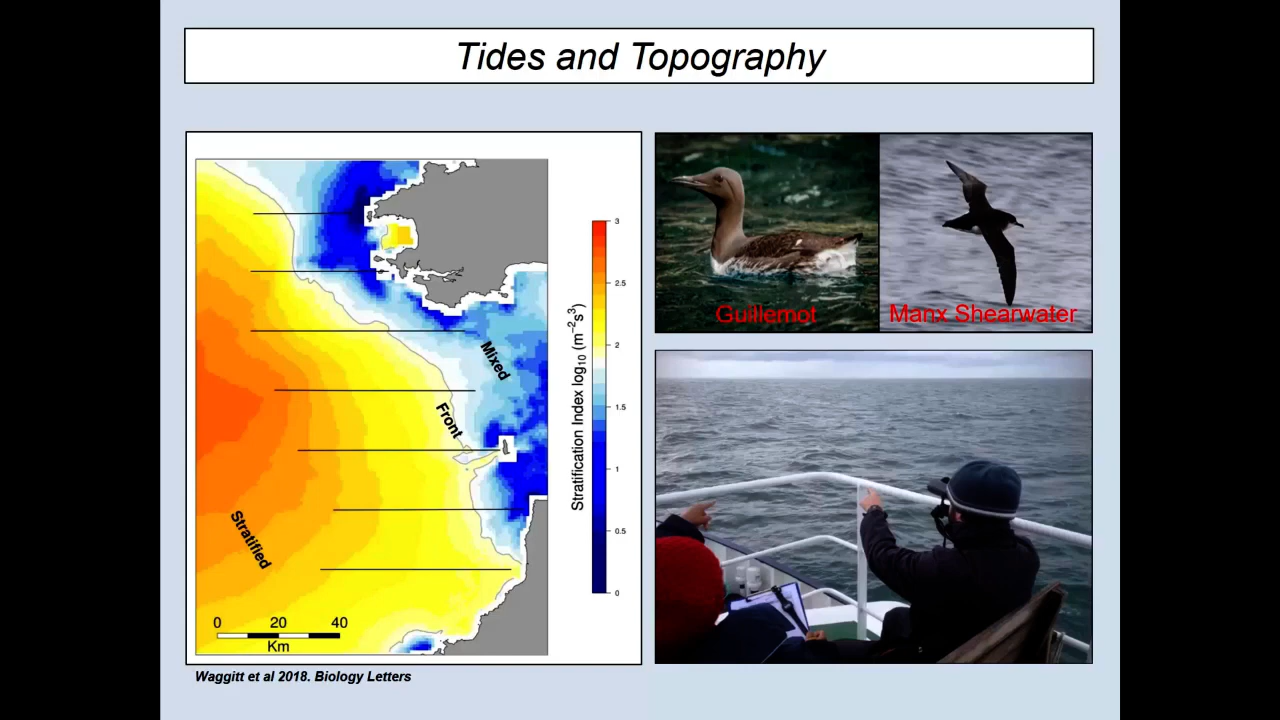 Tides and Topography
Mixed
Front
Stratified
0 20 40
Km
3
2.5
2
1.5
1
0.5
0
Stratification Index log₁₀ (m⁻²s³)
Guillemot
Manx Shearwater
Waggitt et al 2018. Biology Letters